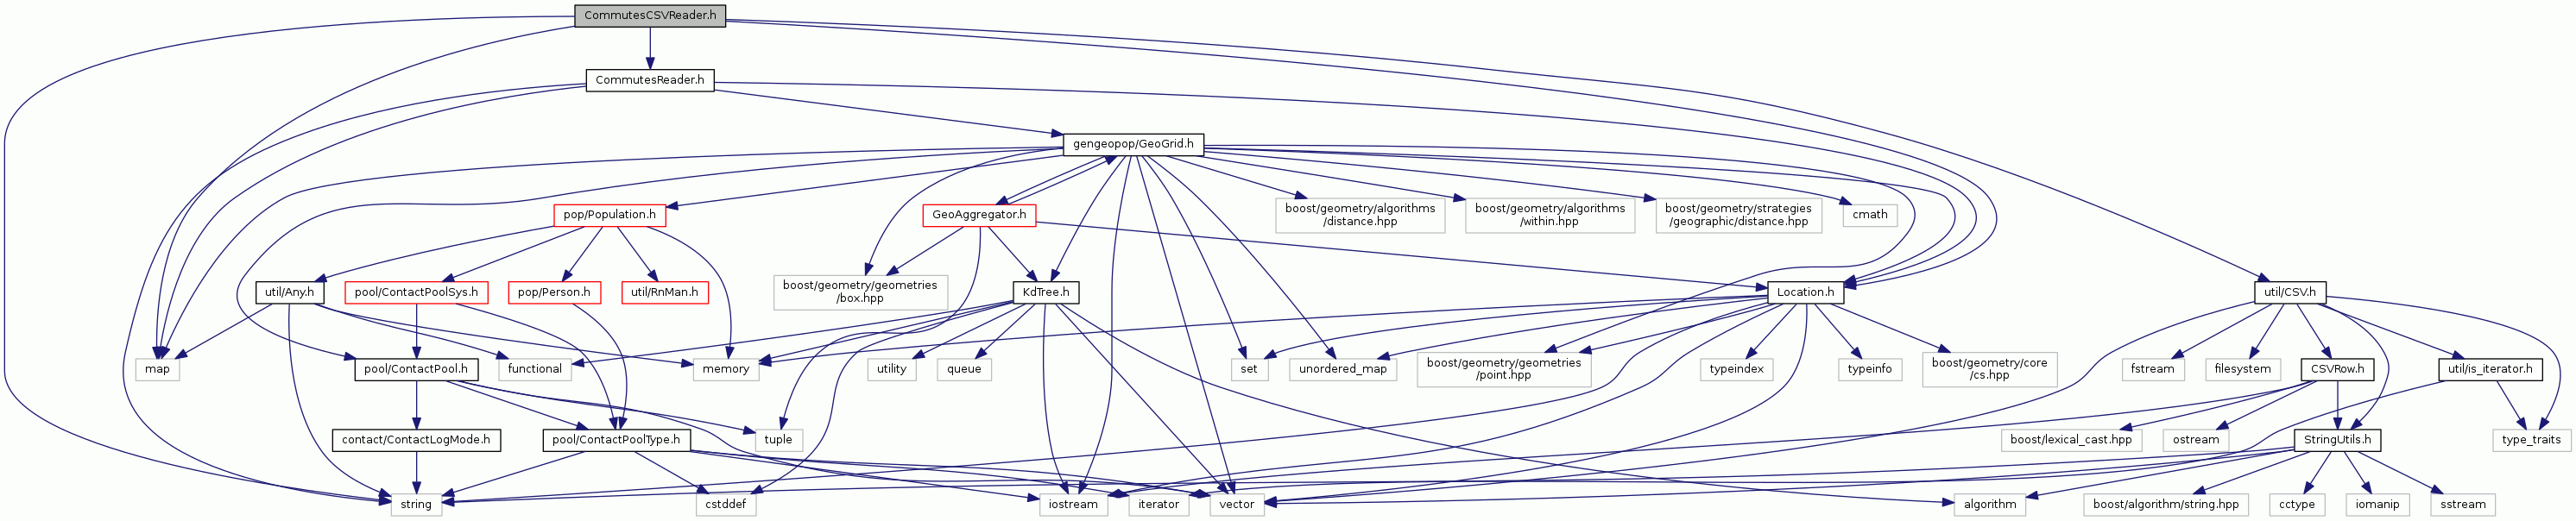 CommutesCSVReader.h
CommutesReader.h
gengeopop/GeoGrid.h
pop/Population.h
GeoAggregator.h
boost/geometry/algorithms
/distance.hpp
boost/geometry/algorithms
/within.hpp
boost/geometry/strategies
/geographic/distance.hpp
cmath
util/Any.h
pool/ContactPoolSys.h
pop/Person.h
util/RnMan.h
boost/geometry/geometries
/box.hpp
KdTree.h
Location.h
util/CSV.h
map
pool/ContactPool.h
functional
memory
utility
queue
set
unordered_map
boost/geometry/geometries
/point.hpp
typeindex
typeinfo
boost/geometry/core
/cs.hpp
fstream
filesystem
CSVRow.h
util/is_iterator.h
contact/ContactLogMode.h
pool/ContactPoolType.h
tuple
boost/lexical_cast.hpp
ostream
StringUtils.h
type_traits
string
cstddef
iostream
iterator
vector
algorithm
boost/algorithm/string.hpp
cctype
iomanip
sstream